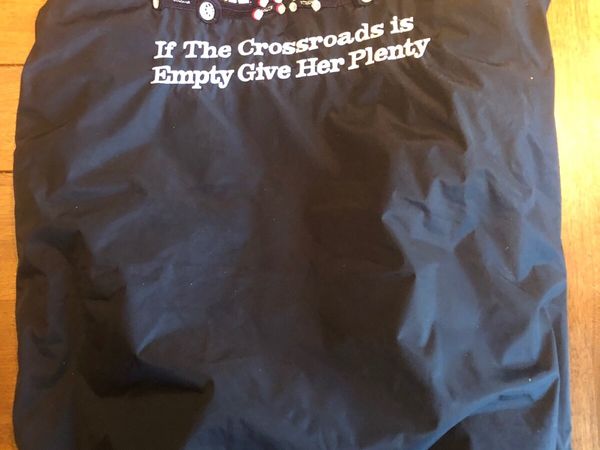 If The Crossroads is
Empty Give Her Plenty